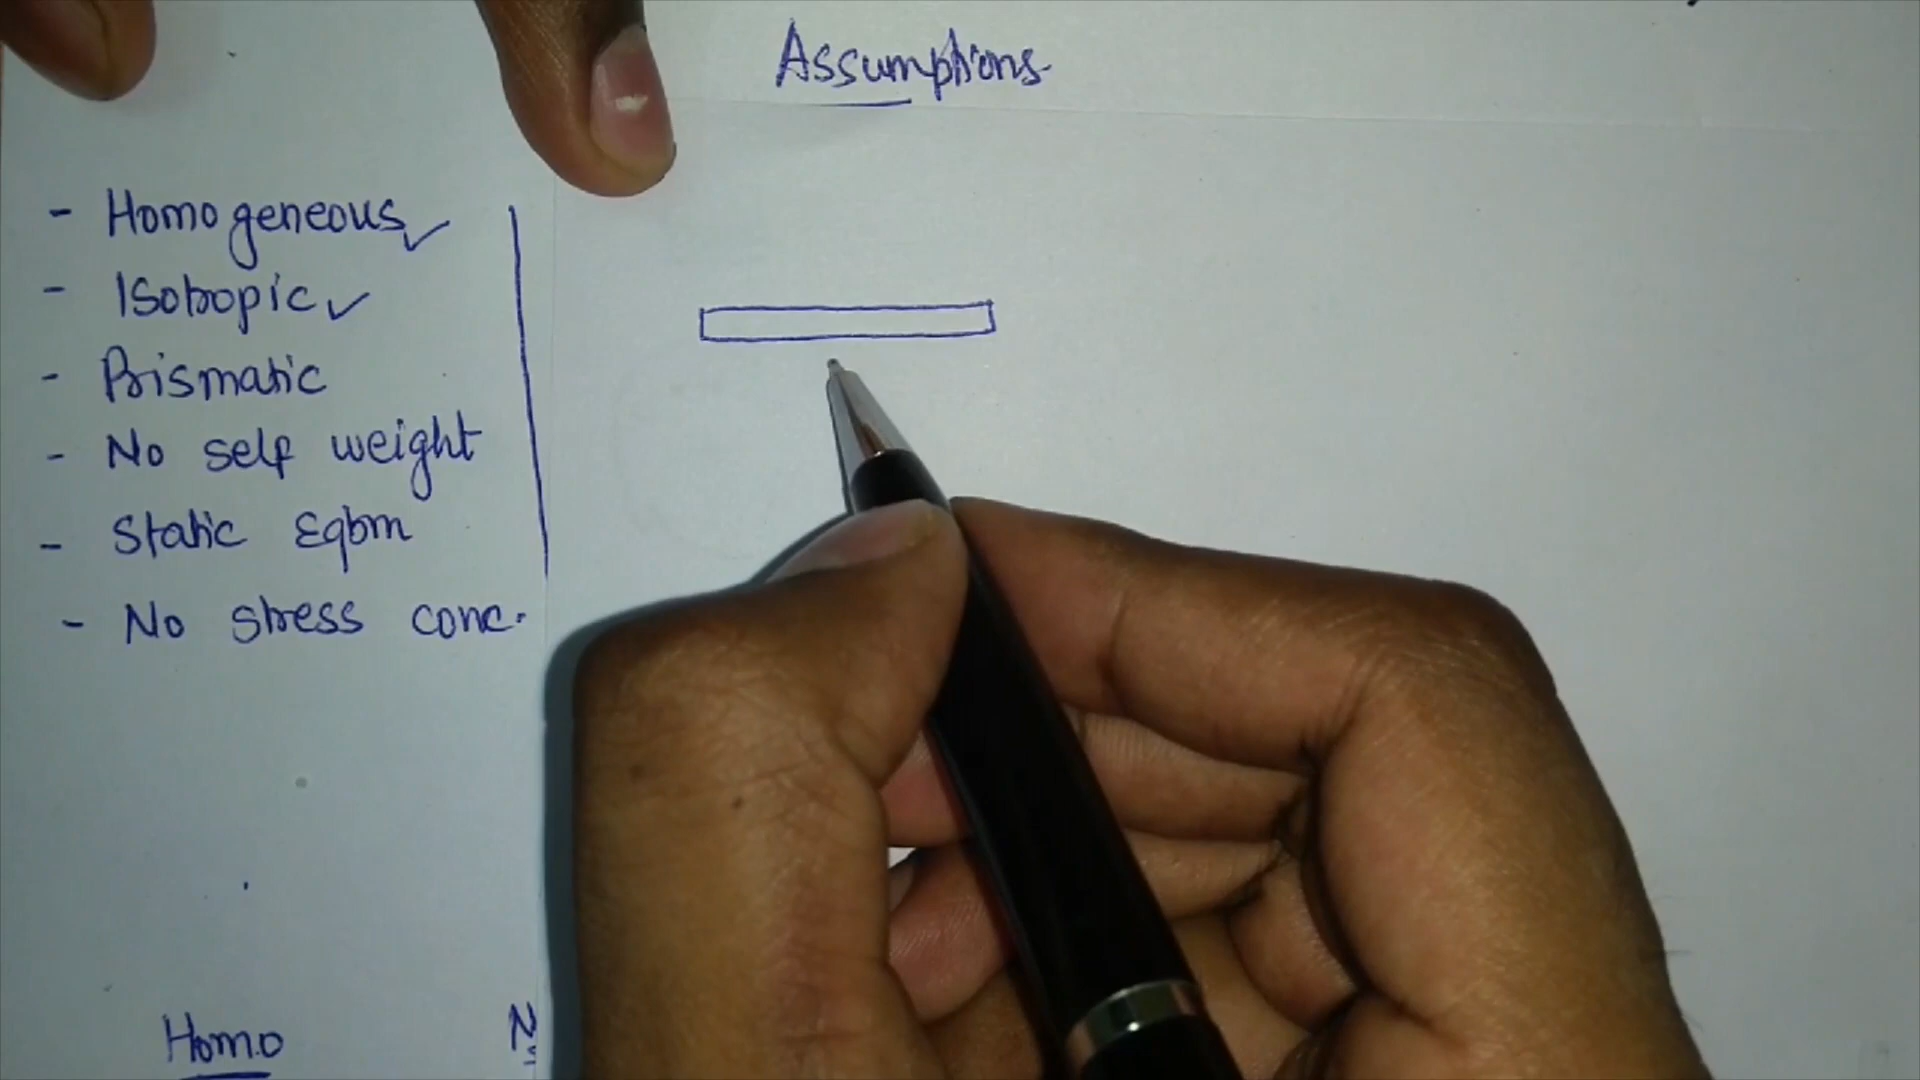 Assumptions
- Homogeneous ✓
- Isotropic ✓
- Prismatic
- No self weight
- Static Eqbm
- No stress conc.
Homo
N